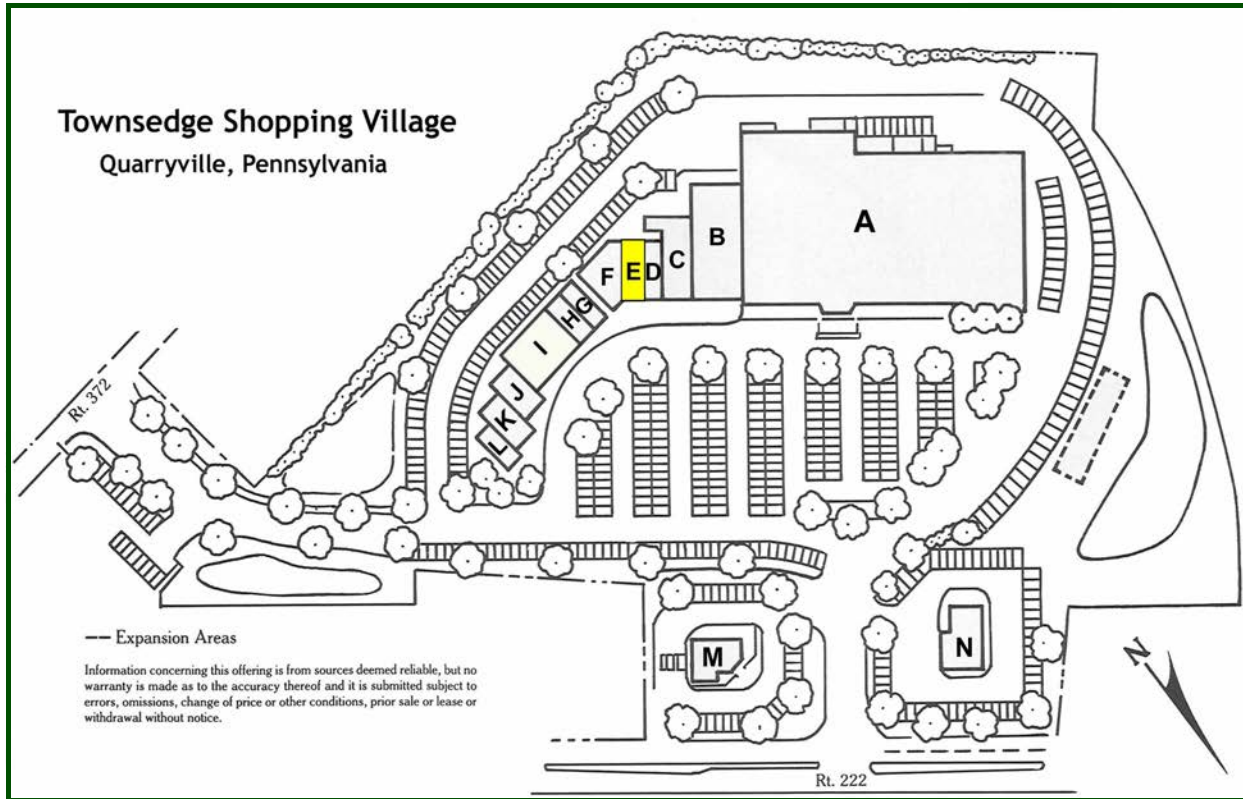 Townsedge Shopping Village
Quarryville, Pennsylvania
A
B
C
D
E
F
G
H
I
J
K
L
Rt. 372
M
N
-- Expansion Areas
Information concerning this offering is from sources deemed reliable, but no
warranty is made as to the accuracy thereof and it is submitted subject to
errors, omissions, change of price or other conditions, prior sale or lease or
withdrawal without notice.
N
Rt. 222